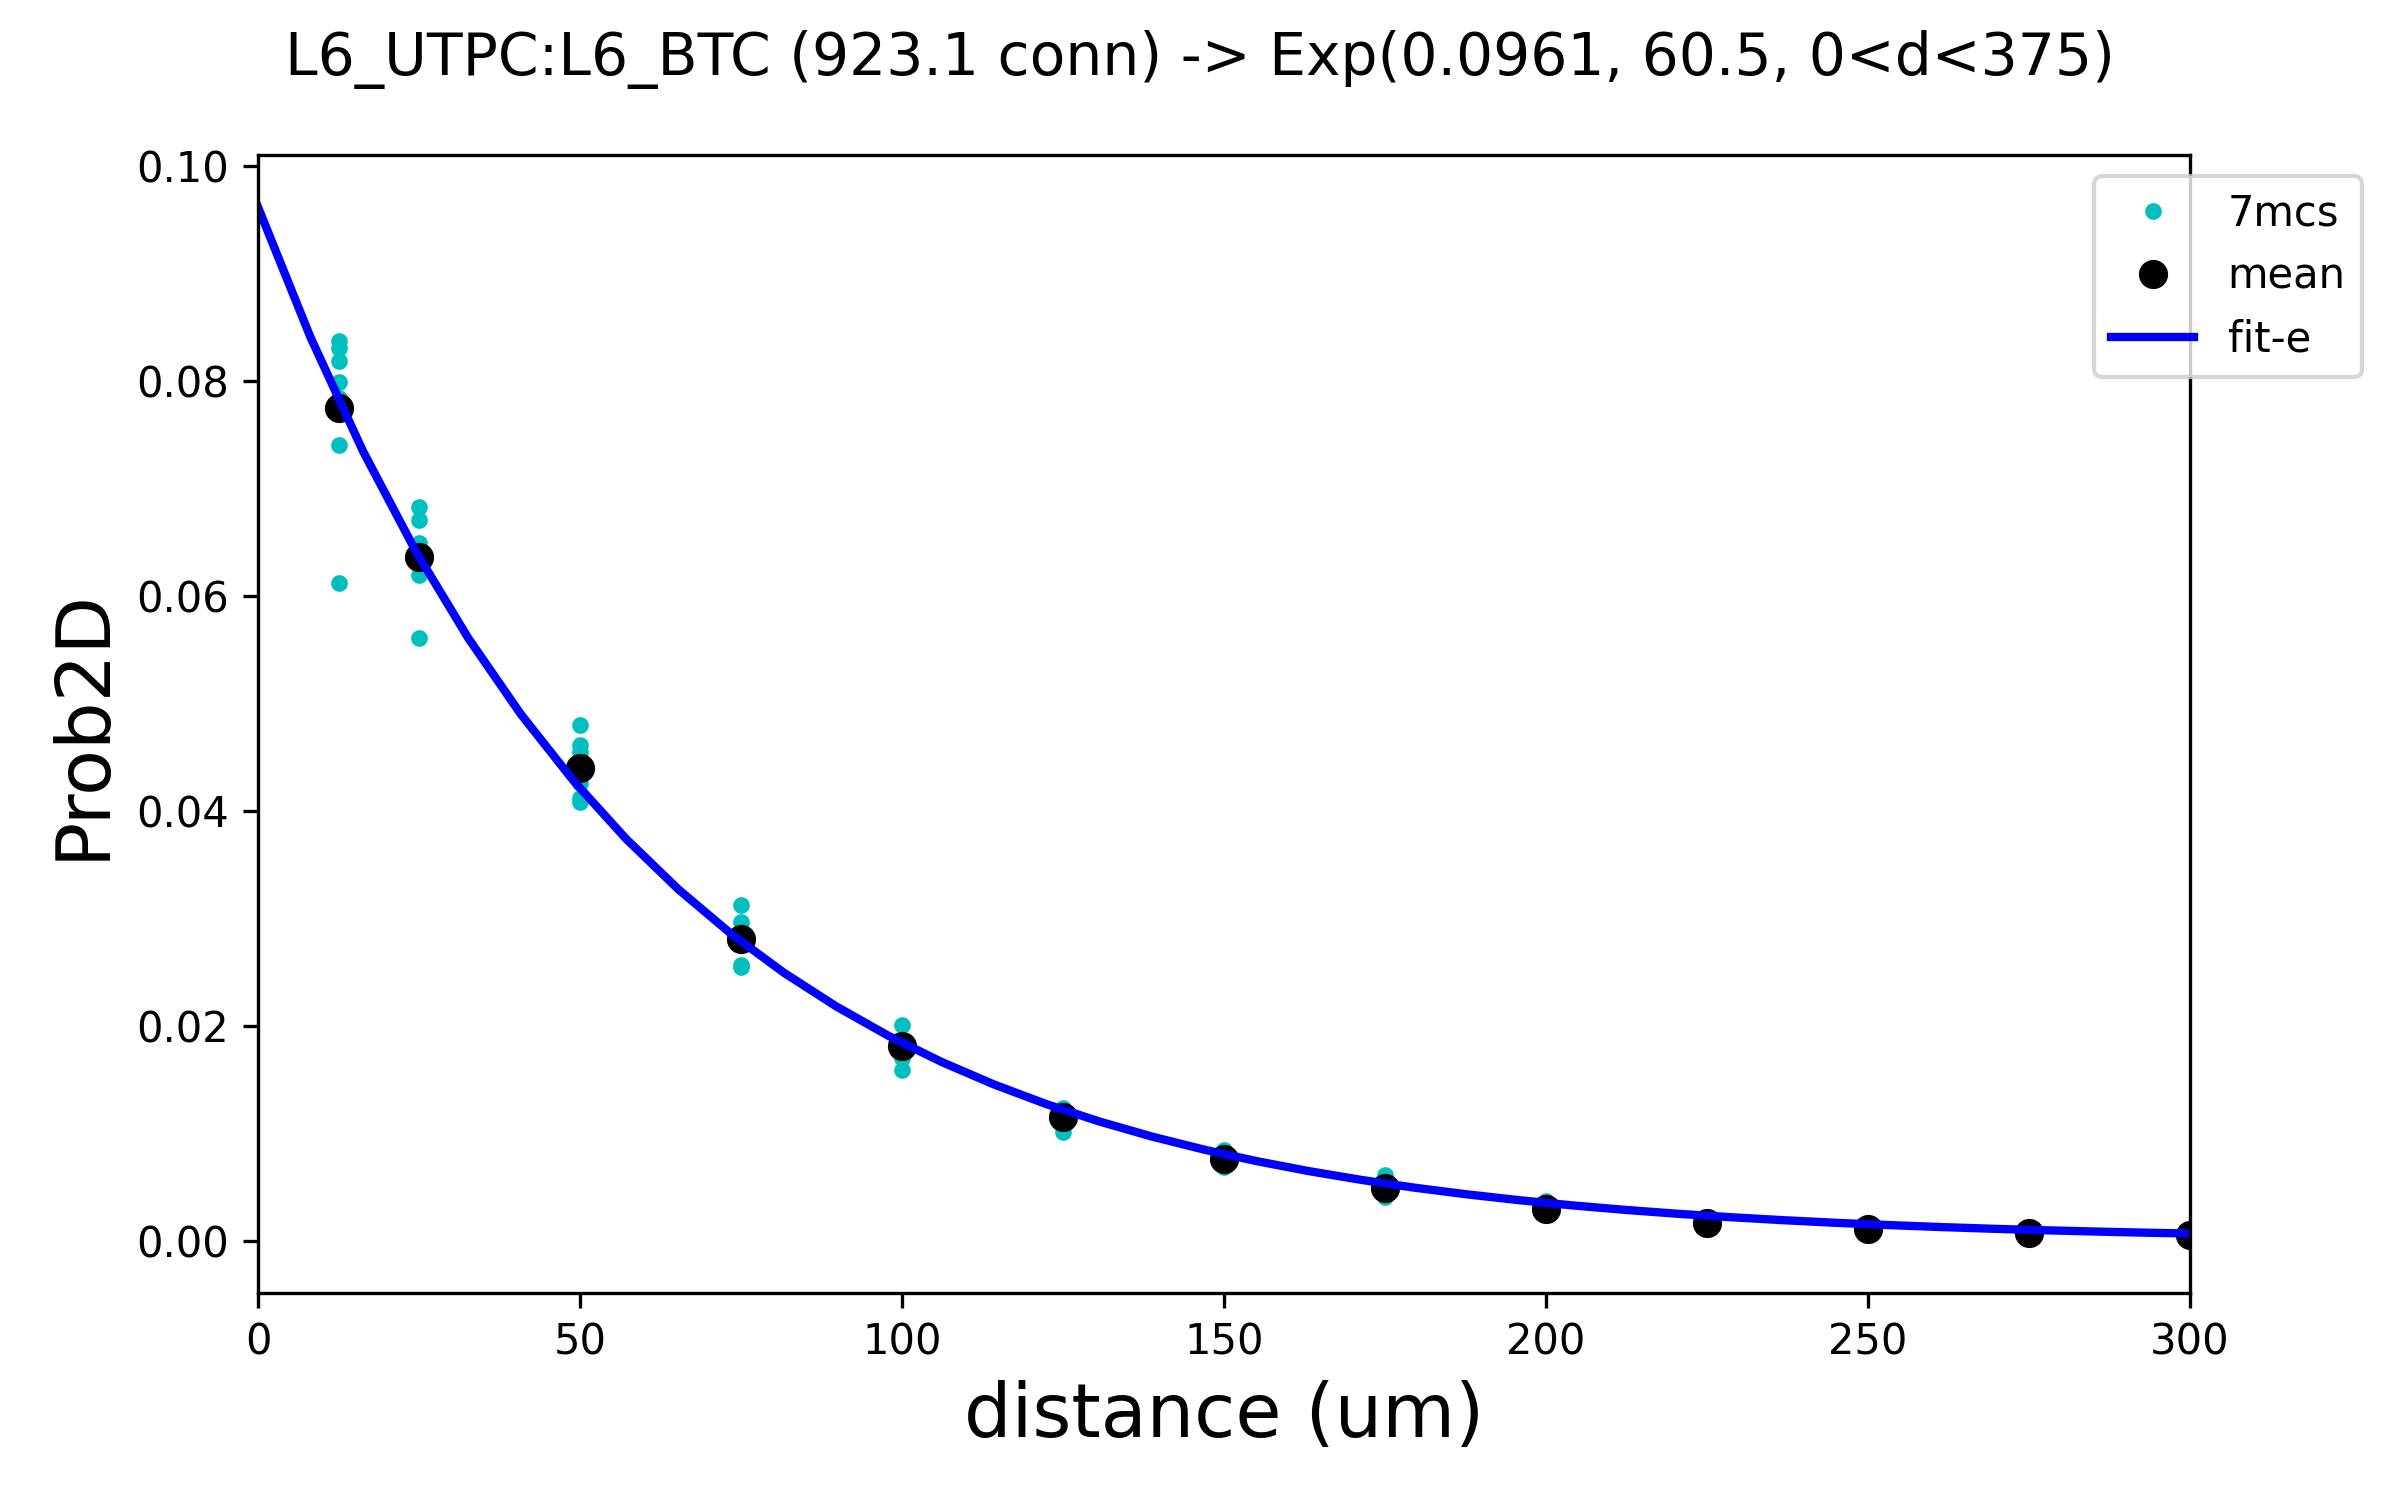 L6_UTPC:L6_BTC (923.1 conn) -> Exp(0.0961, 60.5, 0<d<375)
0.10
0.08
0.06
0.04
0.02
0.00
Prob2D
7mcs
mean
fit-e
0 50 100 150 200 250 300
distance (um)